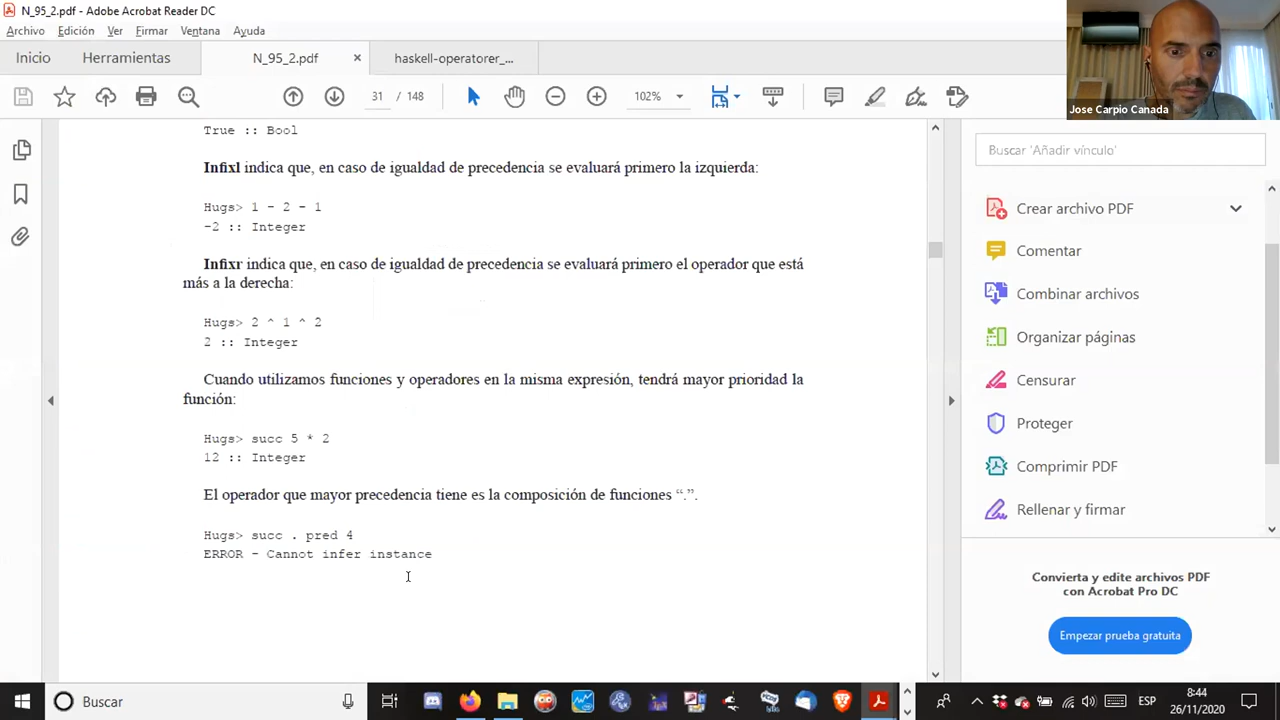 N_95_2.pdf - Adobe Acrobat Reader DC
Archivo Edición Ver Firmar Ventana Ayuda
Inicio Herramientas N_95_2.pdf × haskell-operatorer_...
31 / 148 102%
Jose Carpio Canada
True :: Bool
Infixl indica que, en caso de igualdad de precedencia se evaluará primero la izquierda:
Hugs> 1 - 2 - 1
-2 :: Integer
Infixr indica que, en caso de igualdad de precedencia se evaluará primero el operador que está
más a la derecha:
Hugs> 2 ^ 1 ^ 2
2 :: Integer
Cuando utilizamos funciones y operadores en la misma expresión, tendrá mayor prioridad la
función:
Hugs> succ 5 * 2
12 :: Integer
El operador que mayor precedencia tiene es la composición de funciones “.”.
Hugs> succ . pred 4
ERROR - Cannot infer instance
Buscar 'Añadir vínculo'
Crear archivo PDF
Comentar
Combinar archivos
Organizar páginas
Censurar
Proteger
Comprimir PDF
Rellenar y firmar
Convierta y edite archivos PDF
con Acrobat Pro DC
Empezar prueba gratuita
Buscar
ESP
8:44
26/11/2020